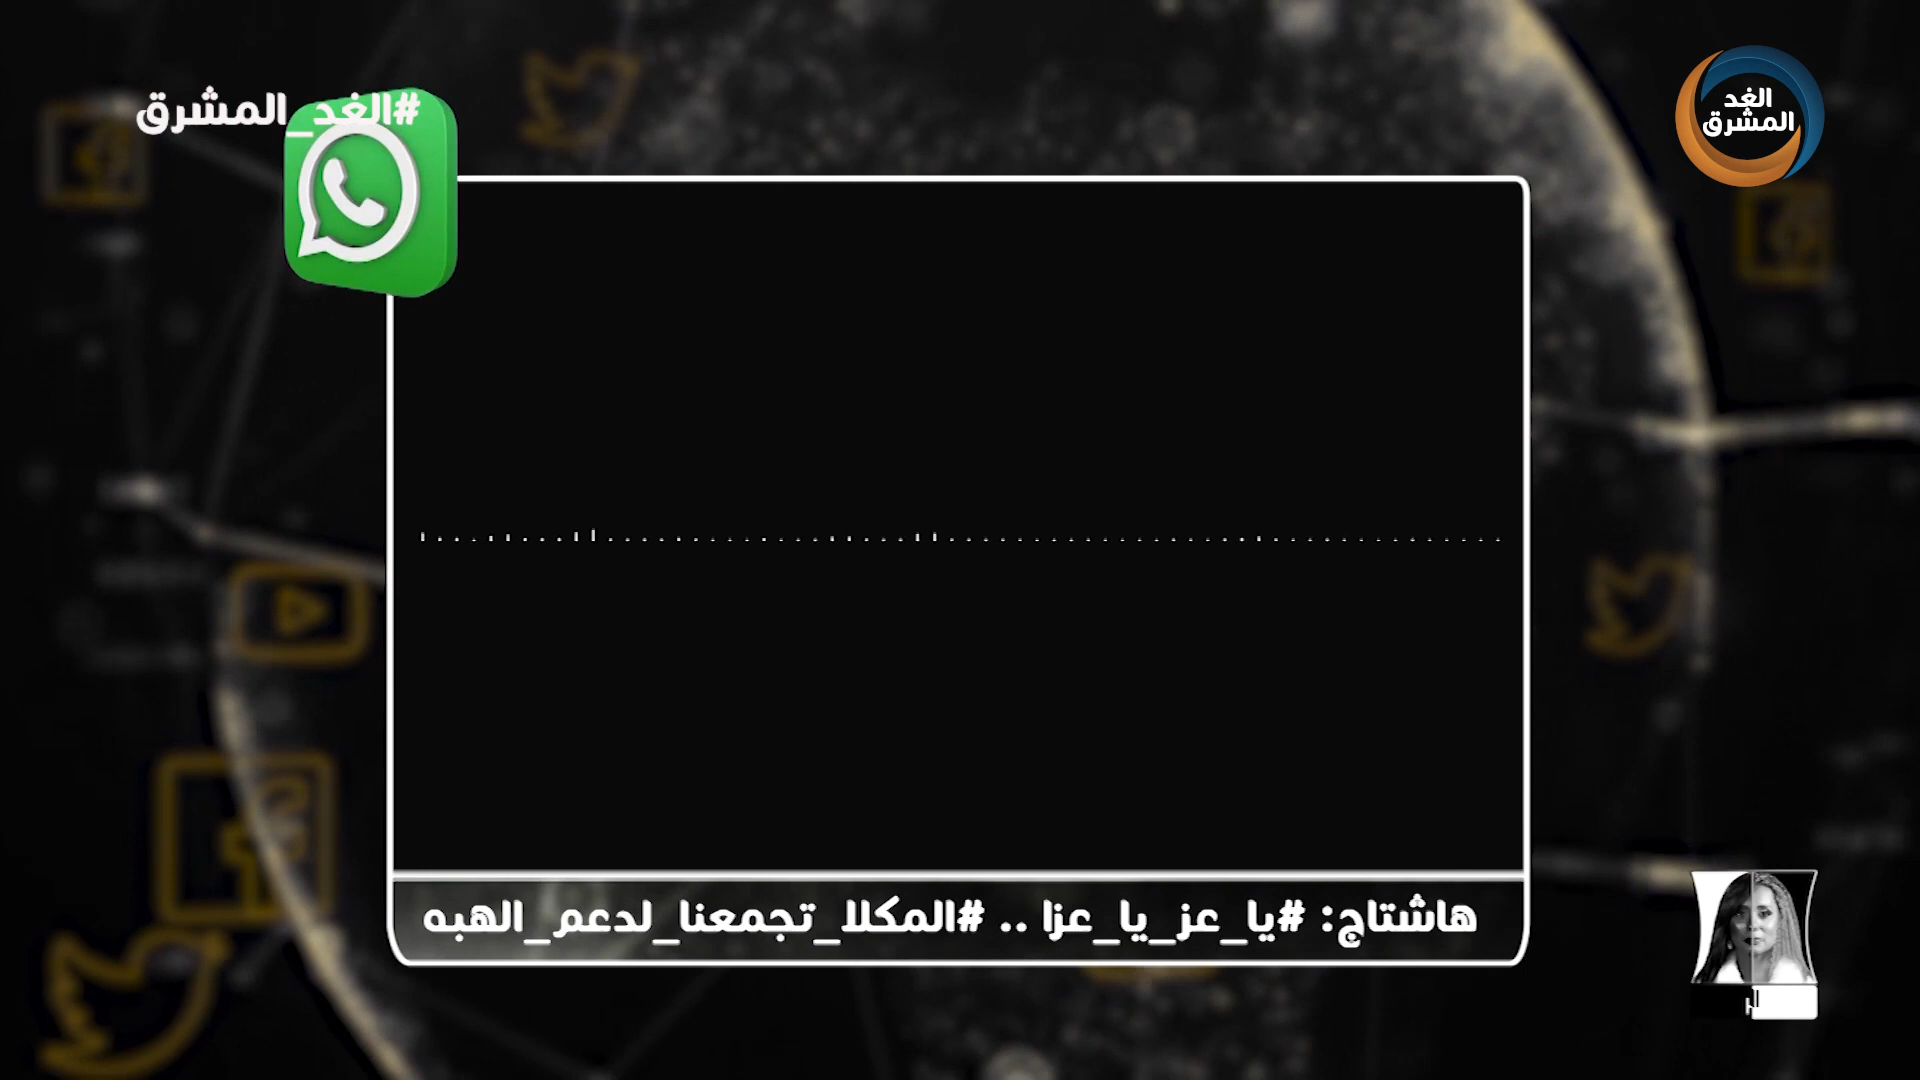 #الغد_المشرق
الغد
المشرق
هاشتاج: #يا_عز_يا_عزا .. #المكلا_تجمعنا_لدعم_الهبه